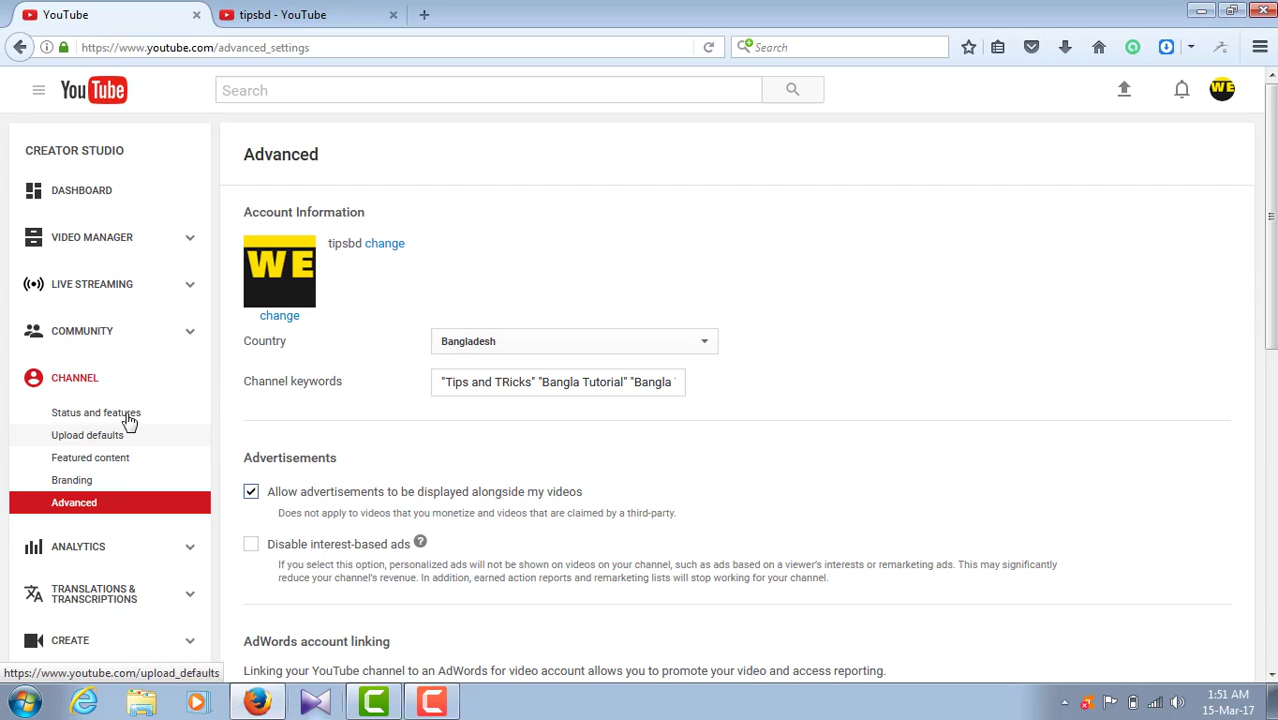 YouTube
tipsbd - YouTube
https://www.youtube.com/advanced_settings
Search
YouTube
Search
WE
CREATOR STUDIO
DASHBOARD
VIDEO MANAGER
LIVE STREAMING
COMMUNITY
CHANNEL
Status and features
Upload defaults
Featured content
Branding
Advanced
ANALYTICS
TRANSLATIONS &
TRANSCRIPTIONS
CREATE
https://www.youtube.com/upload_defaults
Advanced
Account Information
WE
tipsbd change
change
Country
Bangladesh
Channel keywords
"Tips and TRicks" "Bangla Tutorial" "Bangla
Advertisements
Allow advertisements to be displayed alongside my videos
Does not apply to videos that you monetize and videos that are claimed by a third-party.
Disable interest-based ads
If you select this option, personalized ads will not be shown on videos on your channel, such as ads based on a viewer's interests or remarketing ads. This may significantly
reduce your channel's revenue. In addition, earned action reports and remarketing lists will stop working for your channel.
AdWords account linking
Linking your YouTube channel to an AdWords for video account allows you to promote your video and access reporting.
1:51 AM
15-Mar-17